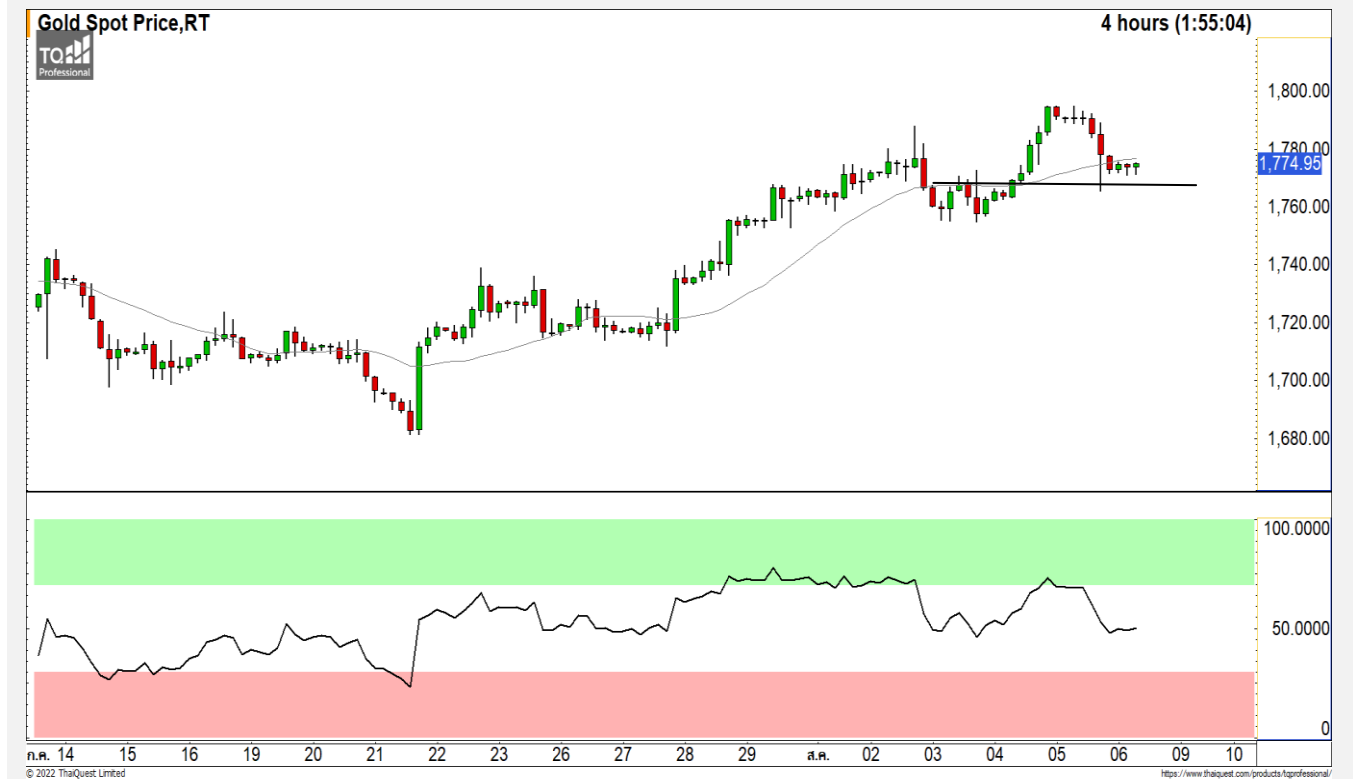 Gold Spot Price,RT
4 hours (1:55:04)
TQ
Professional
1,800.00
1,780.00
1,774.95
1,760.00
1,740.00
1,720.00
1,700.00
1,680.00
100.0000
50.0000
0
ก.ค. 14 15 16 19 20 21 22 23 26 27 28 29 ส.ค. 02 03 04 05 06 09 10
© 2022 ThaiQuest Limited
https://www.thaiquest.com/products/tqprofessional/